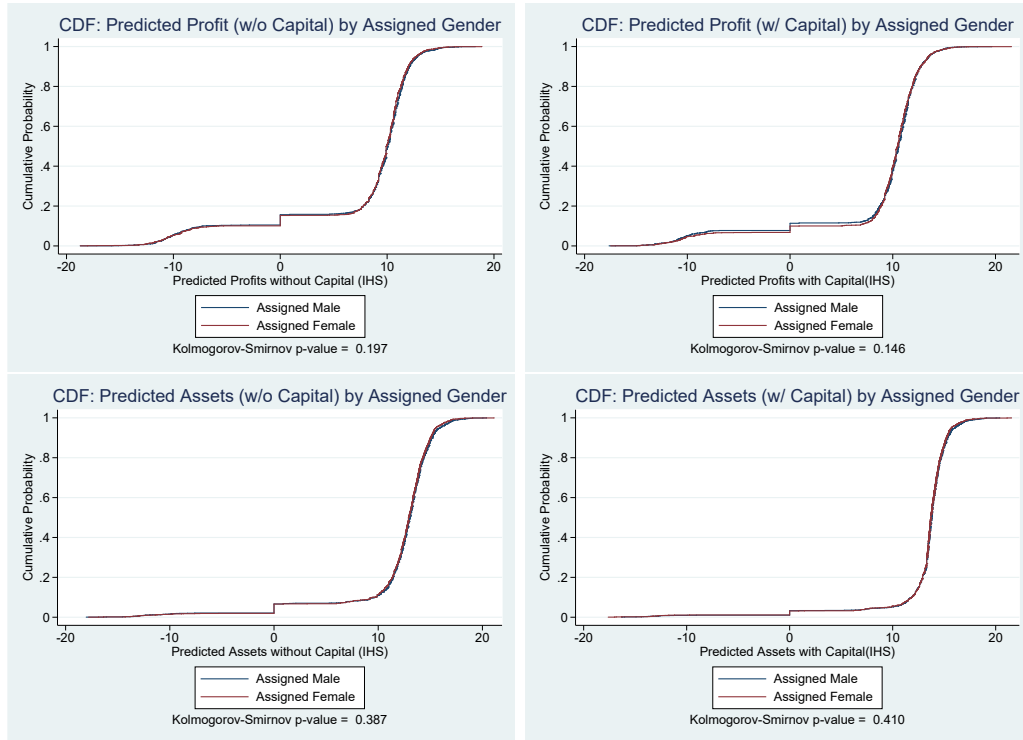 CDF: Predicted Profit (w/o Capital) by Assigned Gender
1
.8
.6
.4
.2
0
Cumulative Probability
-20
-10
0
10
20
Predicted Profits without Capital (IHS)
Assigned Male
Assigned Female
Kolmogorov-Smirnov p-value = 0.197
CDF: Predicted Profit (w/ Capital) by Assigned Gender
1
.8
.6
.4
.2
0
Cumulative Probability
-20
-10
0
10
20
Predicted Profits with Capital(IHS)
Assigned Male
Assigned Female
Kolmogorov-Smirnov p-value = 0.146
CDF: Predicted Assets (w/o Capital) by Assigned Gender
1
.8
.6
.4
.2
0
Cumulative Probability
-20
-10
0
10
20
Predicted Assets without Capital (IHS)
Assigned Male
Assigned Female
Kolmogorov-Smirnov p-value = 0.387
CDF: Predicted Assets (w/ Capital) by Assigned Gender
1
.8
.6
.4
.2
0
Cumulative Probability
-20
-10
0
10
20
Predicted Assets with Capital(IHS)
Assigned Male
Assigned Female
Kolmogorov-Smirnov p-value = 0.410